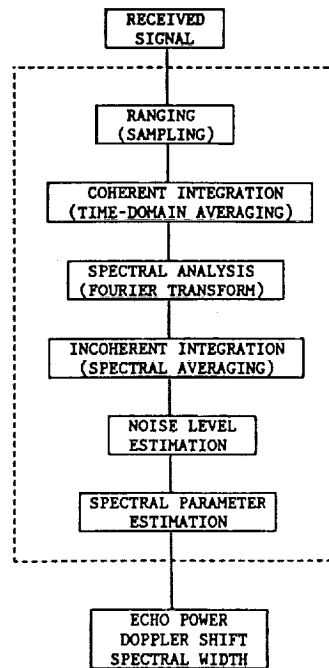 RECEIVED
SIGNAL
RANGING
(SAMPLING)
COHERENT INTEGRATION
(TIME-DOMAIN AVERAGING)
SPECTRAL ANALYSIS
(FOURIER TRANSFORM)
INCOHERENT INTEGRATION
(SPECTRAL AVERAGING)
NOISE LEVEL
ESTIMATION
SPECTRAL PARAMETER
ESTIMATION
ECHO POWER
DOPPLER SHIFT
SPECTRAL WIDTH